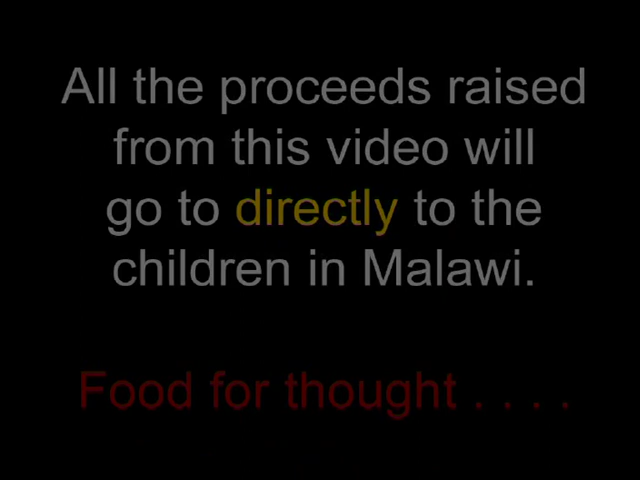 All the proceeds raised
from this video will
go to directly to the
children in Malawi.
Food for thought . . . .